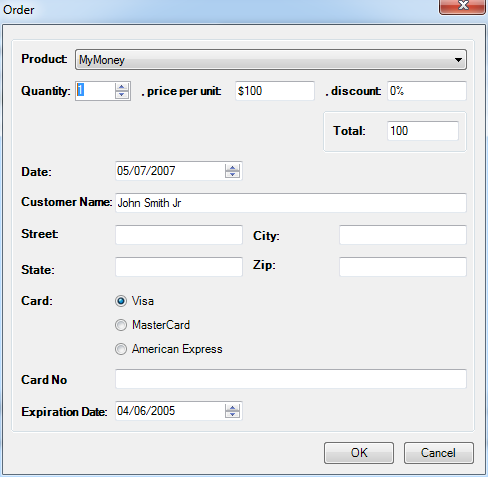 Order
Product: MyMoney
Quantity: 1 , price per unit: $100 , discount: 0%
Total: 100
Date: 05/07/2007
Customer Name: John Smith Jr
Street: City:
State: Zip:
Card: Visa
MasterCard
American Express
Card No
Expiration Date: 04/06/2005
OK Cancel